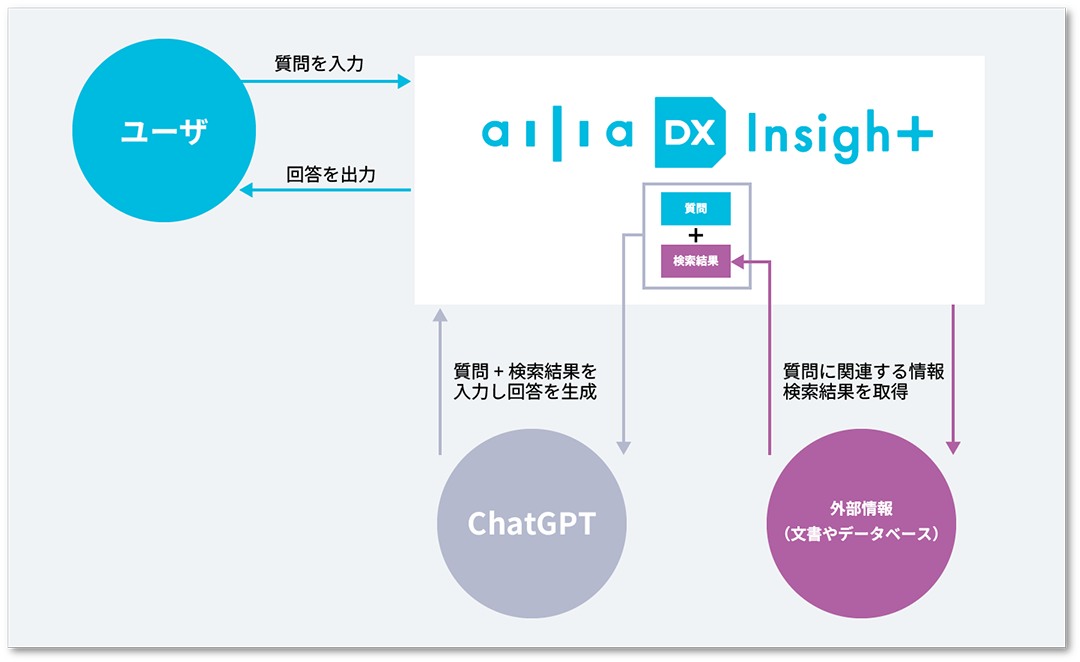 質問を入力
ユーザ
回答を出力
ailia DX Insight
質問
+
検索結果
質問 + 検索結果を
入力し回答を生成
質問に関連する情報
検索結果を取得
ChatGPT
外部情報
（文書やデータベース）